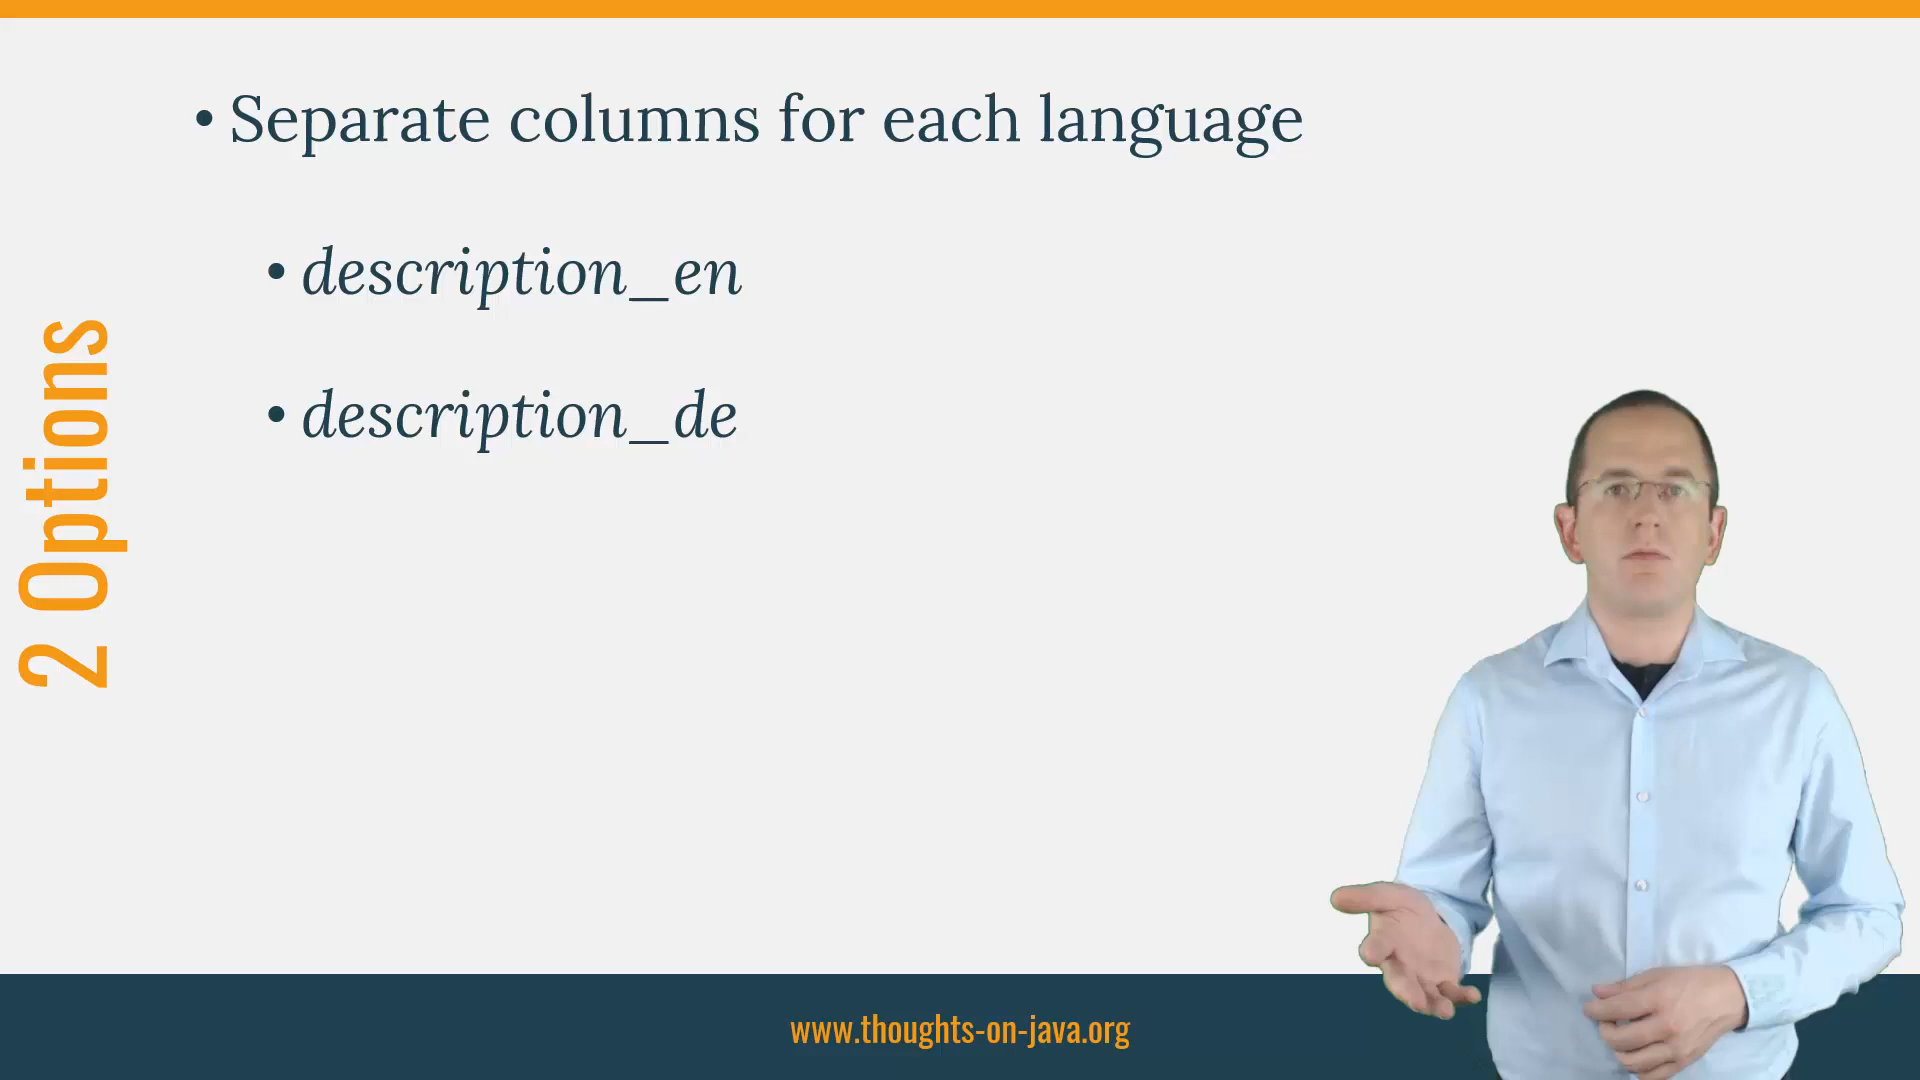 2 Options
• Separate columns for each language
• description_en
• description_de
www.thoughts-on-java.org